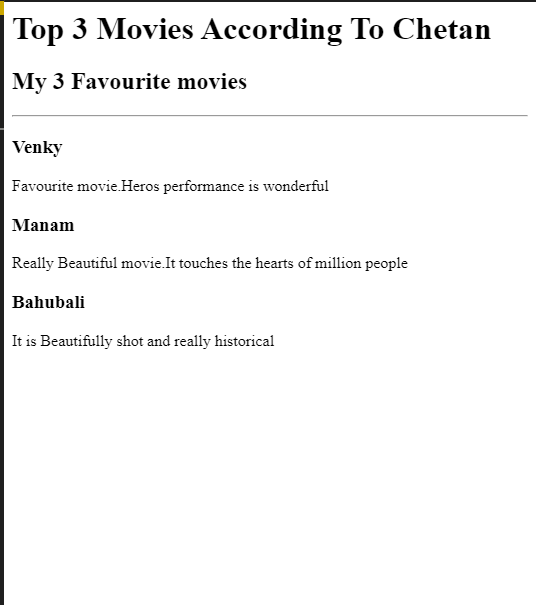 Top 3 Movies According To Chetan
My 3 Favourite movies
Venky
Favourite movie.Heros performance is wonderful
Manam
Really Beautiful movie.It touches the hearts of million people
Bahubali
It is Beautifully shot and really historical